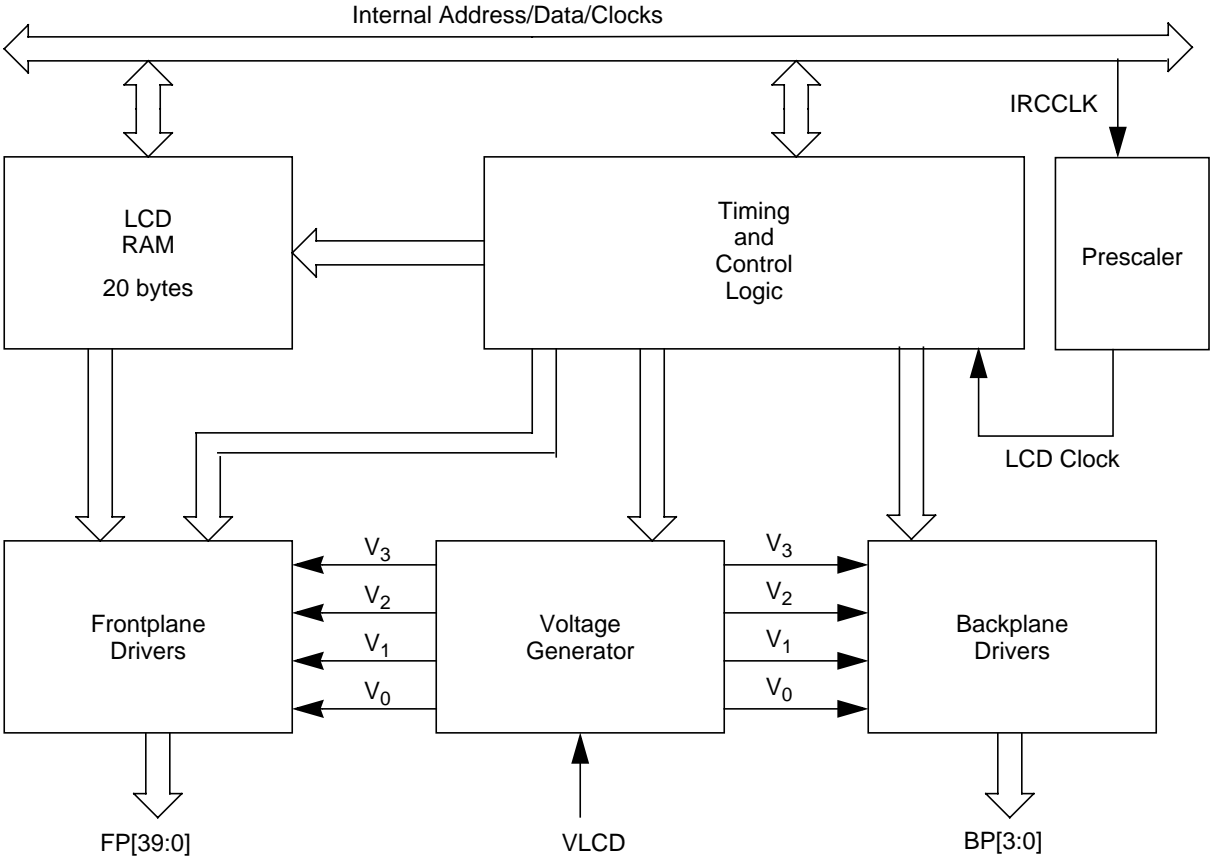 Internal Address/Data/Clocks
IRCCLK
LCD
RAM
20 bytes
Timing
and
Control
Logic
Prescaler
LCD Clock
Frontplane
Drivers
V3
V2
V1
V0
Voltage
Generator
V3
V2
V1
V0
Backplane
Drivers
FP[39:0]
VLCD
BP[3:0]